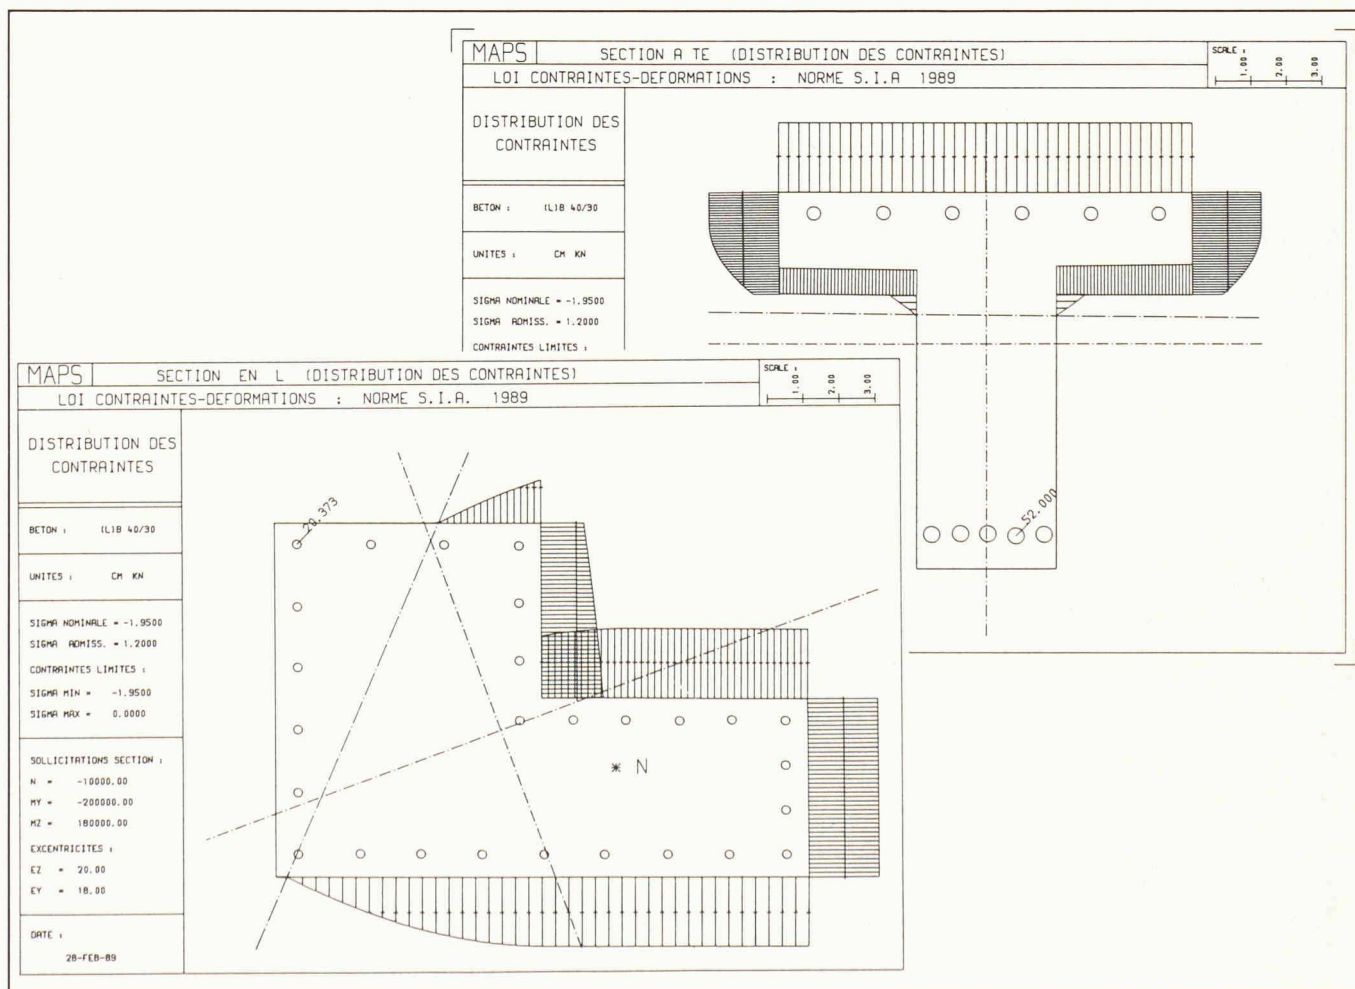 MAPS
SECTION A TE (DISTRIBUTION DES CONTRAINTES)
SCALE :
1.00
2.00
3.00
LOI CONTRAINTES-DEFORMATIONS : NORME S.I.A 1989
DISTRIBUTION DES
CONTRAINTES
BETON : (L)B 40/30
UNITES : CM KN
SIGMA NOMINALE = -1.9500
SIGMA ADMISS. = 1.2000
CONTRAINTES LIMITES :
52.000
MAPS
SECTION EN L (DISTRIBUTION DES CONTRAINTES)
SCALE :
1.00
2.00
3.00
LOI CONTRAINTES-DEFORMATIONS : NORME S.I.A. 1989
DISTRIBUTION DES
CONTRAINTES
BETON : (L)B 40/30
UNITES : CM KN
SIGMA NOMINALE = -1.9500
SIGMA ADMISS. = 1.2000
CONTRAINTES LIMITES :
SIGMA MIN = -1.9500
SIGMA MAX = 0.0000
SOLLICITATIONS SECTION :
N = -10000.00
MY = -200000.00
MZ = 180000.00
EXCENTRICITES :
EZ = 20.00
EY = 18.00
DATE :
28-FEB-89
20.373
N